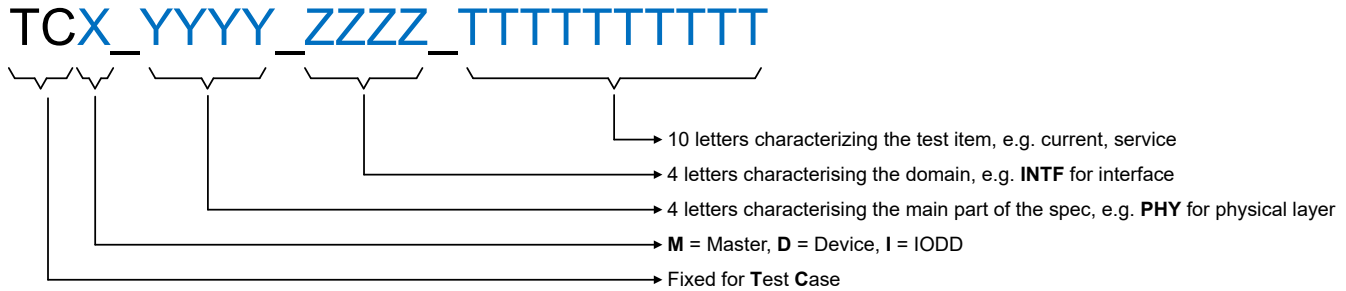 TCX_YYYY_ZZZZ_TTTTTTTTTT
10 letters characterizing the test item, e.g. current, service
4 letters characterising the domain, e.g. INTF for interface
4 letters characterising the main part of the spec, e.g. PHY for physical layer
M = Master, D = Device, I = IODD
Fixed for Test Case